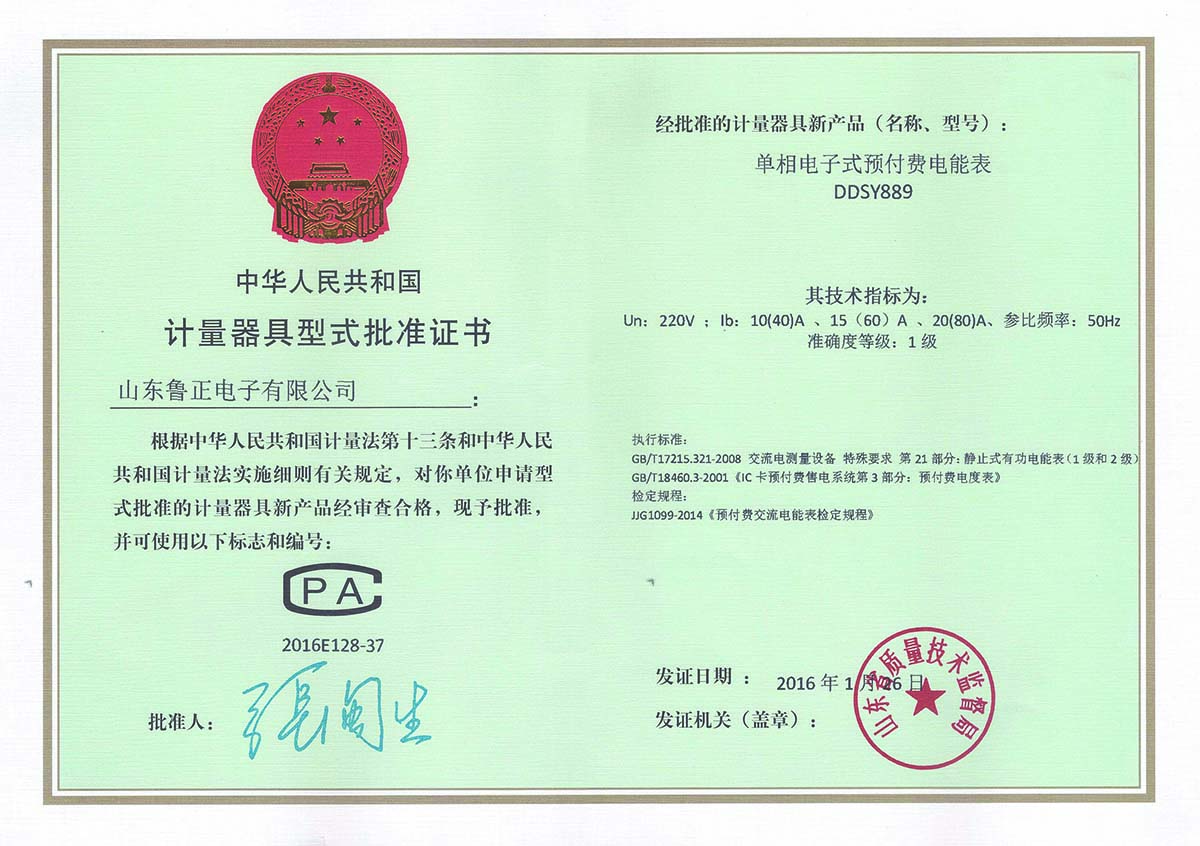 中华人民共和国
计量器具型式批准证书
山东鲁正电子有限公司：
根据中华人民共和国计量法第十三条和中华人民
共和国计量法实施细则有关规定，对你单位申请型
式批准的计量器具新产品经审查合格，现予批准，
并可使用以下标志和编号：
CPA
2016E128-37
批准人：
经批准的计量器具新产品（名称、型号）：
单相电子式预付费电能表
DDSY889
其技术指标为：
Un：220V ；Ib：10(40)A 、15（60）A 、20(80)A、参比频率：50Hz
准确度等级：1 级
执行标准：
GB/T17215.321-2008 交流电测量设备 特殊要求 第 21 部分：静止式有功电能表（1 级和 2 级）
GB/T18460.3-2001《IC 卡预付费售电系统第 3 部分：预付费电度表》
检定规程：
JJG1099-2014《预付费交流电能表检定规程》
发证日期 ： 2016 年 1 月 26 日
发证机关（盖章）：
山东省质量技术监督局